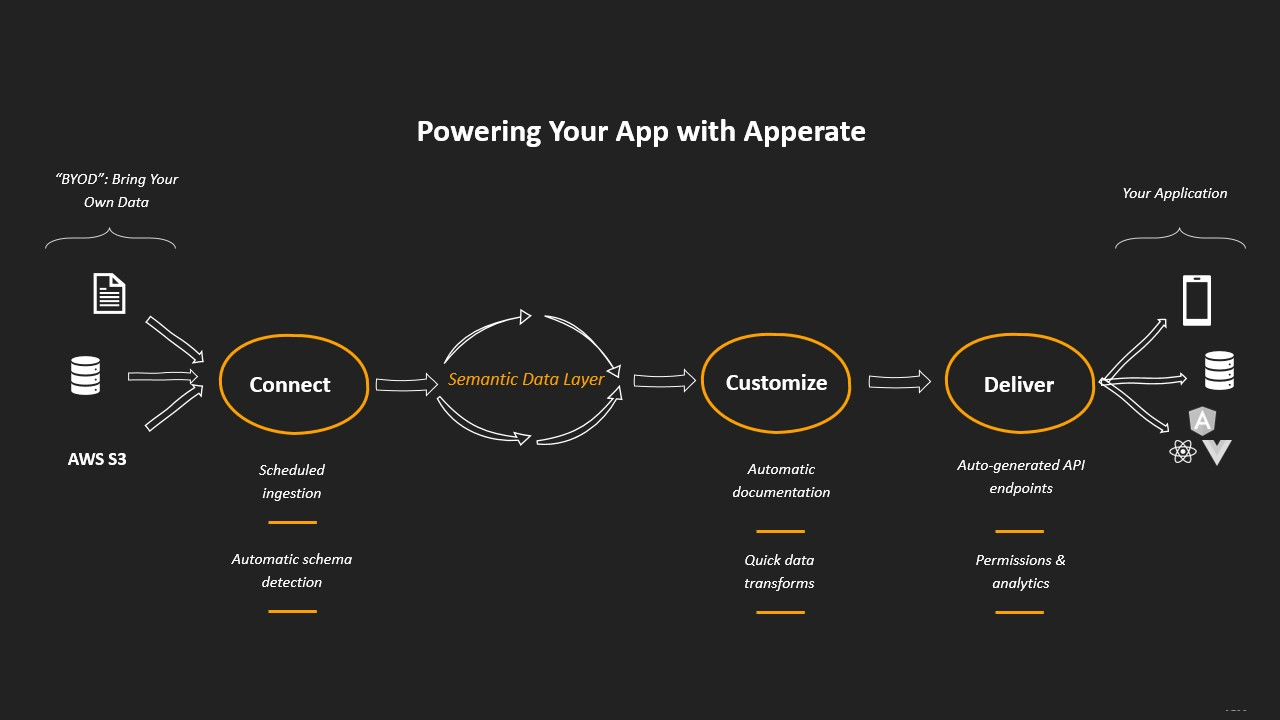 Powering Your App with Apperate
“BYOD”: Bring Your
Own Data
Your Application
AWS S3
Connect
Scheduled
ingestion
Automatic schema
detection
Semantic Data Layer
Customize
Automatic
documentation
Quick data
transforms
Deliver
Auto-generated API
endpoints
Permissions &
analytics
A